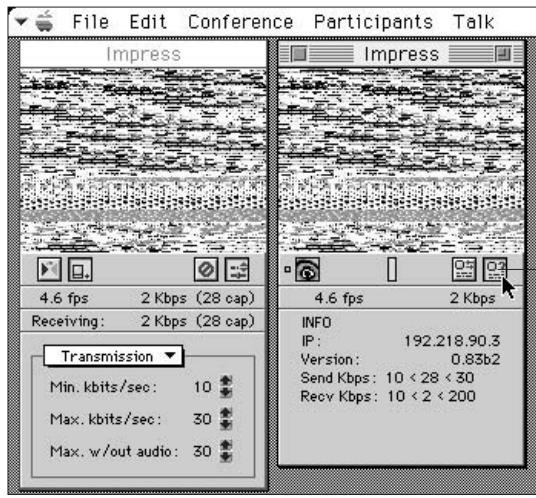 File Edit Conference Participants Talk
Impress
4.6 fps 2 Kbps (28 cap)
Receiving: 2 Kbps (28 cap)
Transmission
Min. kbits/sec: 10
Max. kbits/sec: 30
Max. w/out audio: 30
Impress
4.6 fps 2 Kbps
INFO
IP: 192.218.90.3
Version: 0.83b2
Send Kbps: 10 < 28 < 30
Recv Kbps: 10 < 2 < 200